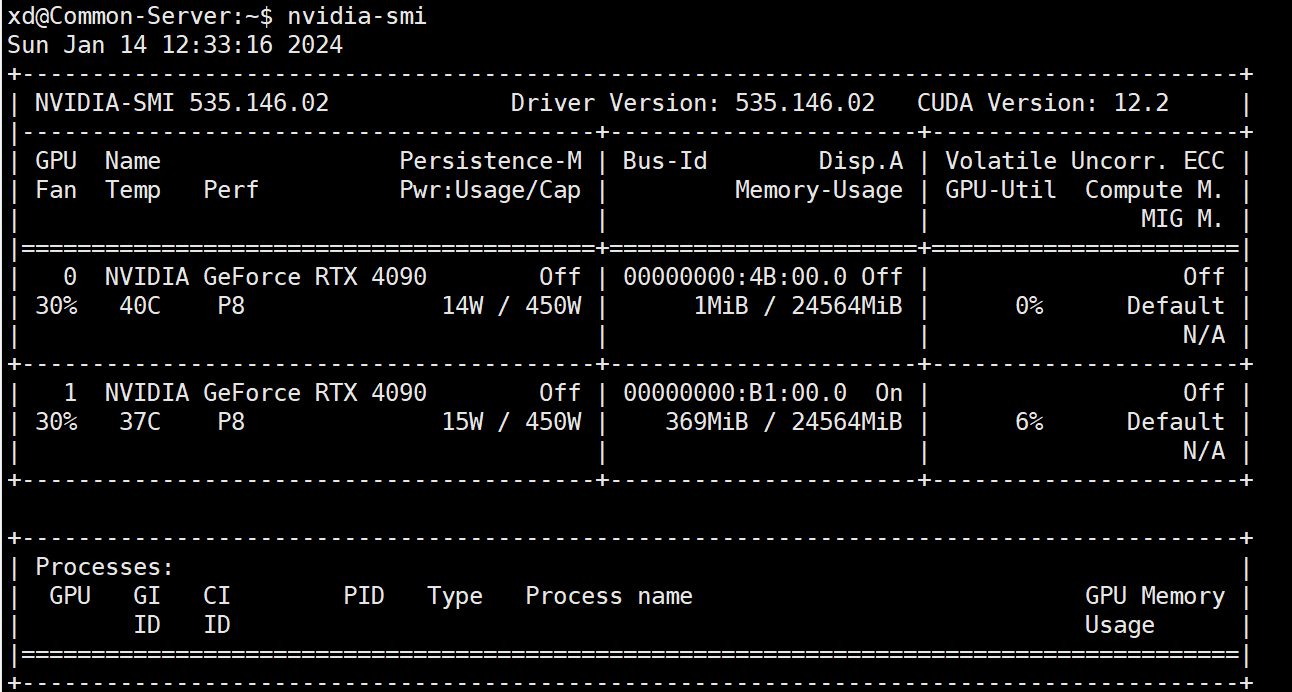 xd@Common-Server:~$ nvidia-smi
Sun Jan 14 12:33:16 2024
+---------------------------------------------------------------------------------------+
| NVIDIA-SMI 535.146.02             Driver Version: 535.146.02   CUDA Version: 12.2     |
|-----------------------------------------+----------------------+----------------------+
| GPU  Name                 Persistence-M | Bus-Id        Disp.A | Volatile Uncorr. ECC |
| Fan  Temp   Perf          Pwr:Usage/Cap |         Memory-Usage | GPU-Util  Compute M. |
|                                         |                      |               MIG M. |
|=========================================+======================+======================|
|   0  NVIDIA GeForce RTX 4090        Off | 00000000:4B:00.0 Off |                  Off |
| 30%   40C    P8              14W / 450W |      1MiB / 24564MiB |      0%      Default |
|                                         |                      |                  N/A |
+-----------------------------------------+----------------------+----------------------+
|   1  NVIDIA GeForce RTX 4090        Off | 00000000:B1:00.0  On |                  Off |
| 30%   37C    P8              15W / 450W |    369MiB / 24564MiB |      6%      Default |
|                                         |                      |                  N/A |
+-----------------------------------------+----------------------+----------------------+

+---------------------------------------------------------------------------------------+
| Processes:                                                                            |
|  GPU   GI   CI        PID   Type   Process name                            GPU Memory |
|        ID   ID                                                             Usage      |
|=======================================================================================|
+---------------------------------------------------------------------------------------+